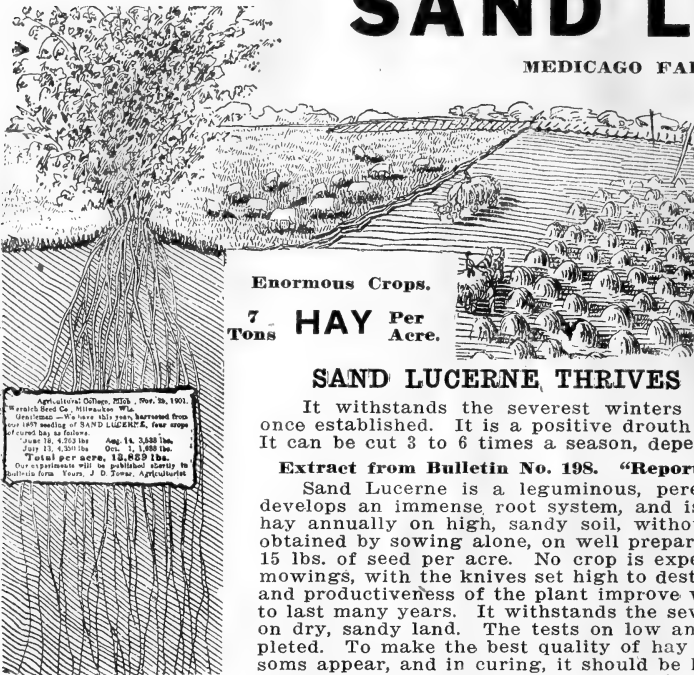 SAND L
MEDICAGO FA
Enormous Crops.
7 Tons HAY Per Acre.
Agricultural College, Mich., Nov. 25, 1901.
Wernich Seed Co., Milwaukee Wis.
Gentlemen—We have this year, harvested from
our 1897 seeding of SAND LUCERNE, four crops
of cured hay as follows.
June 18, 4,263 lbs Aug. 14, 3,538 lbs.
July 13, 4,350 lbs Oct. 1, 1,688 lbs.
Total per acre, 13,839 lbs.
Our experiments will be published shortly in
bulletin form Yours, J. D. Towar, Agriculturist
SAND LUCERNE THRIVES
It withstands the severest winters
once established. It is a positive drouth
It can be cut 3 to 6 times a season, depe
Extract from Bulletin No. 198. "Repor
Sand Lucerne is a leguminous, pere
develops an immense root system, and is
hay annually on high, sandy soil, withou
obtained by sowing alone, on well prepar
15 lbs. of seed per acre. No crop is expe
mowings, with the knives set high to dest
and productiveness of the plant improve
to last many years. It withstands the sev
on dry, sandy land. The tests on low an
pleted. To make the best quality of hay
soms appear, and in curing, it should be